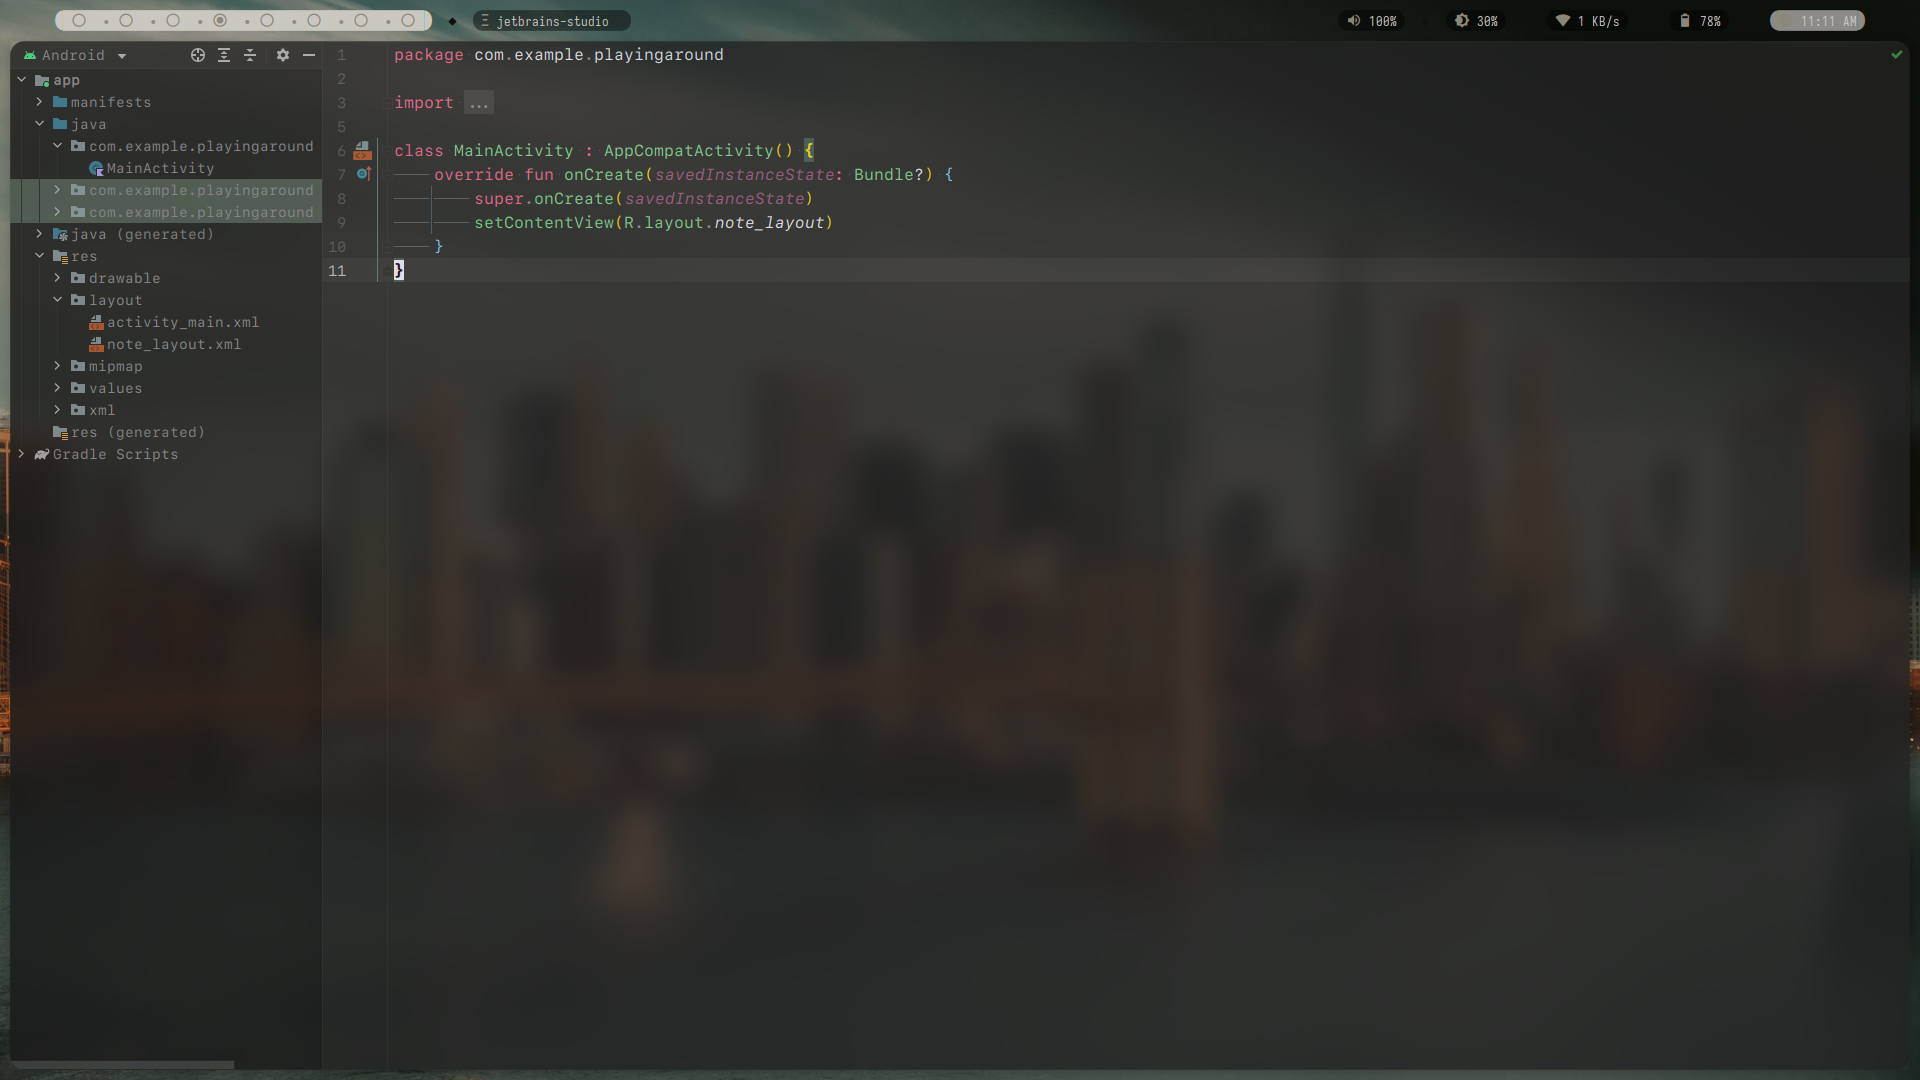 jetbrains-studio
100%
30%
1 KB/s
78%
11:11 AM
Android
app
manifests
java
com.example.playingaround
MainActivity
com.example.playingaround
com.example.playingaround
java (generated)
res
drawable
layout
activity_main.xml
note_layout.xml
mipmap
values
xml
res (generated)
Gradle Scripts
1 package com.example.playingaround
2
3 import ...
5
6 class MainActivity : AppCompatActivity() {
7 override fun onCreate(savedInstanceState: Bundle?) {
8 super.onCreate(savedInstanceState)
9 setContentView(R.layout.note_layout)
10 }
11 }